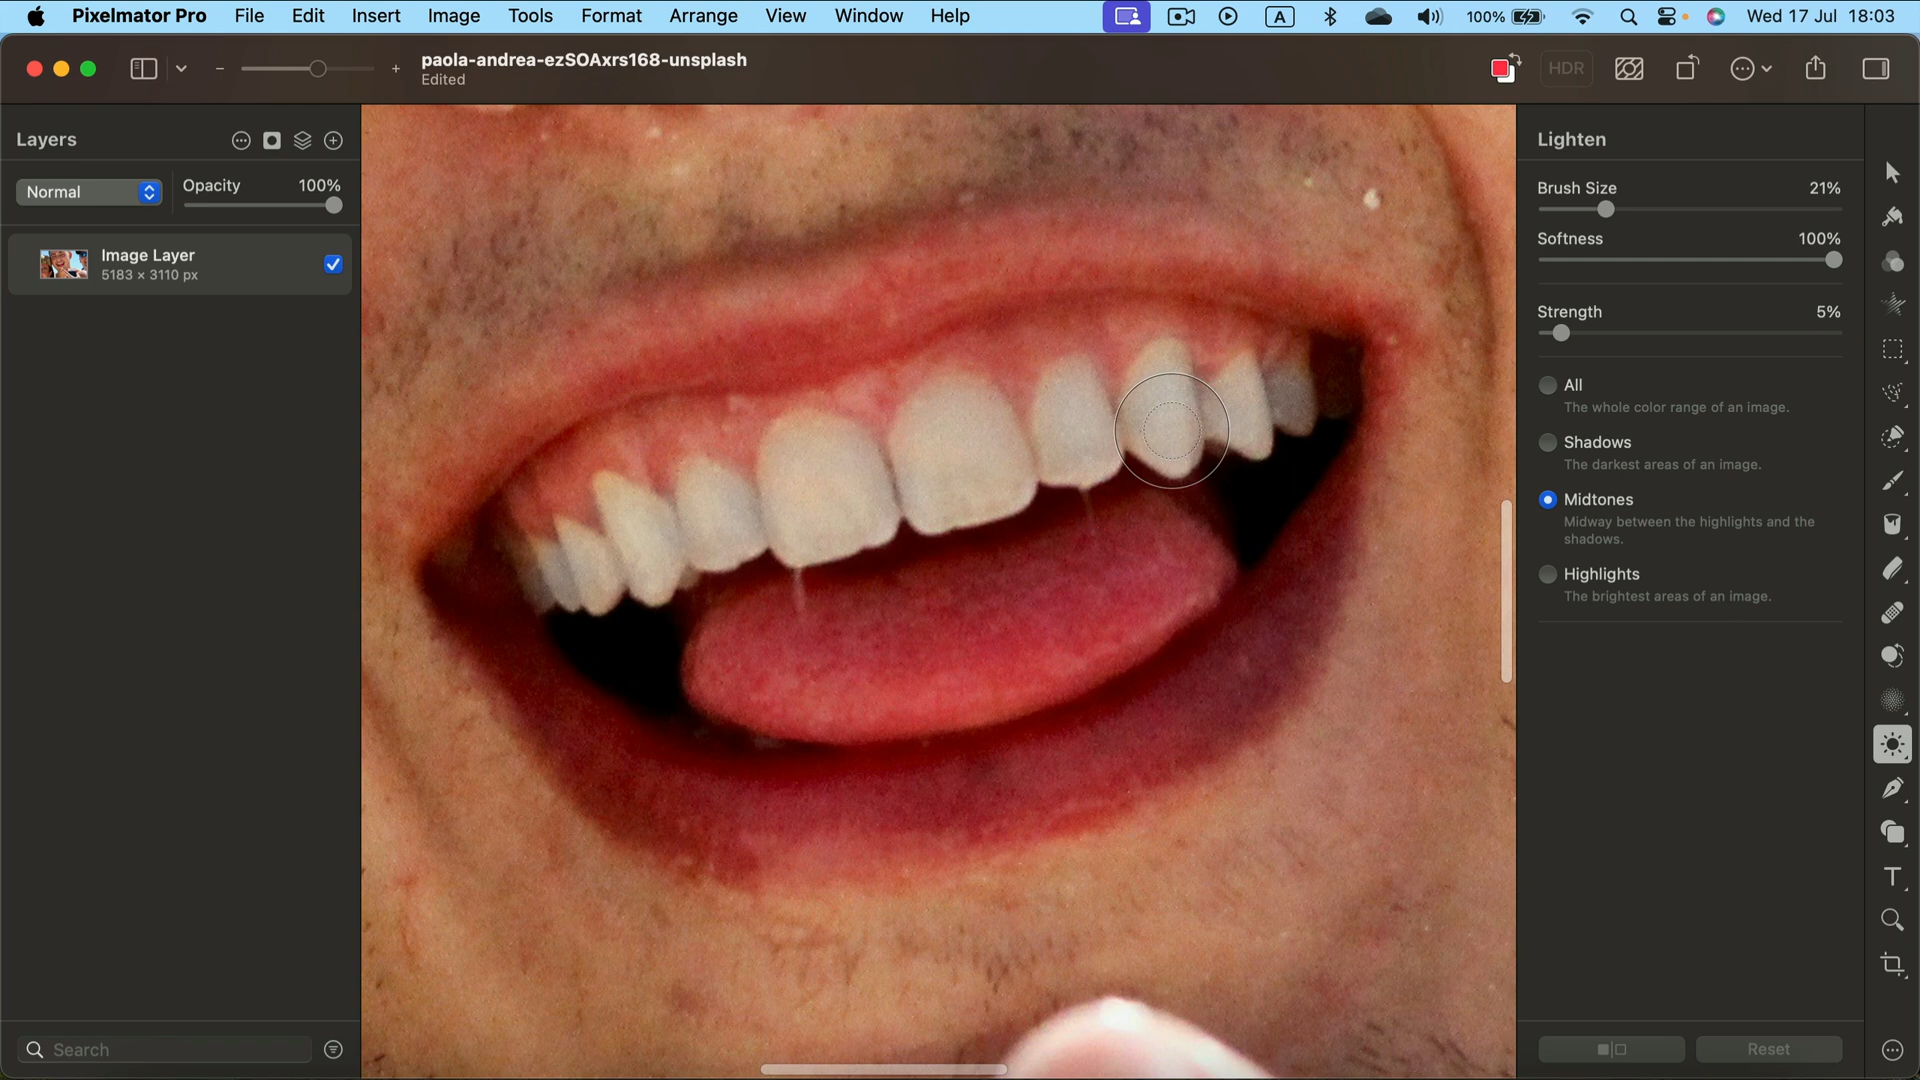 Pixelmator Pro File Edit Insert Image Tools Format Arrange View Window Help A 100% Wed 17 Jul 18:03
paola-andrea-ezSOAxrs168-unsplash
Edited
HDR
Layers
Normal
Opacity 100%
Image Layer
5183 × 3110 px
Search
Lighten
Brush Size 21%
Softness 100%
Strength 5%
All
The whole color range of an image.
Shadows
The darkest areas of an image.
Midtones
Midway between the highlights and the
shadows.
Highlights
The brightest areas of an image.
T
Reset